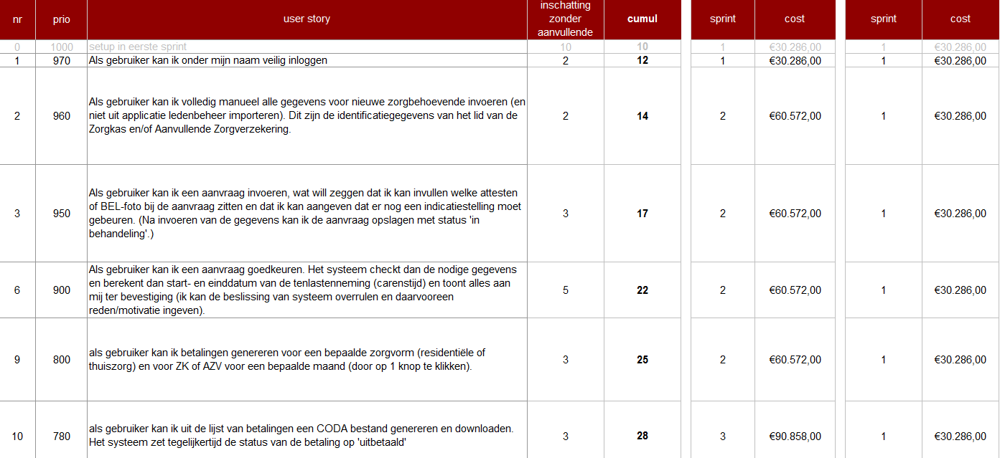 nr prio user story inschatting zonder aanvullende cumul sprint cost sprint cost
0 1000 setup in eerste sprint 10 10 1 €30.286,00 1 €30.286,00
1 970 Als gebruiker kan ik onder mijn naam veilig inloggen 2 12 1 €30.286,00 1 €30.286,00
Als gebruiker kan ik volledig manueel alle gegevens voor nieuwe zorgbehoevende invoeren (en
2 960 niet uit applicatie ledenbeheer importeren). Dit zijn de identificatiegegevens van het lid van de 2 14 2 €60.572,00 1 €30.286,00
Zorgkas en/of Aanvullende Zorgverzekering.
Als gebruiker kan ik een aanvraag invoeren, wat will zeggen dat ik kan invullen welke attesten
of BEL-foto bij de aanvraag zitten en dat ik kan aangeven dat er nog een indicatiestelling moet
3 950 gebeuren. (Na invoeren van de gegevens kan ik de aanvraag opslagen met status 'in 3 17 2 €60.572,00 1 €30.286,00
behandeling'.)
Als gebruiker kan ik een aanvraag goedkeuren. Het systeem checkt dan de nodige gegevens
en berekent dan start- en einddatum van de tenlastenneming (carenstijd) en toont alles aan
6 900 mij ter bevestiging (ik kan de beslissing van systeem overrulen en daarvooreen 5 22 2 €60.572,00 1 €30.286,00
reden/motivatie ingeven).
als gebruiker kan ik betalingen genereren voor een bepaalde zorgvorm (residentiële of
9 800 thuiszorg) en voor ZK of AZV voor een bepaalde maand (door op 1 knop te klikken). 3 25 2 €60.572,00 1 €30.286,00
als gebruiker kan ik uit de lijst van betalingen een CODA bestand genereren en downloaden.
10 780 Het systeem zet tegelijkertijd de status van de betaling op 'uitbetaald' 3 28 3 €90.858,00 1 €30.286,00